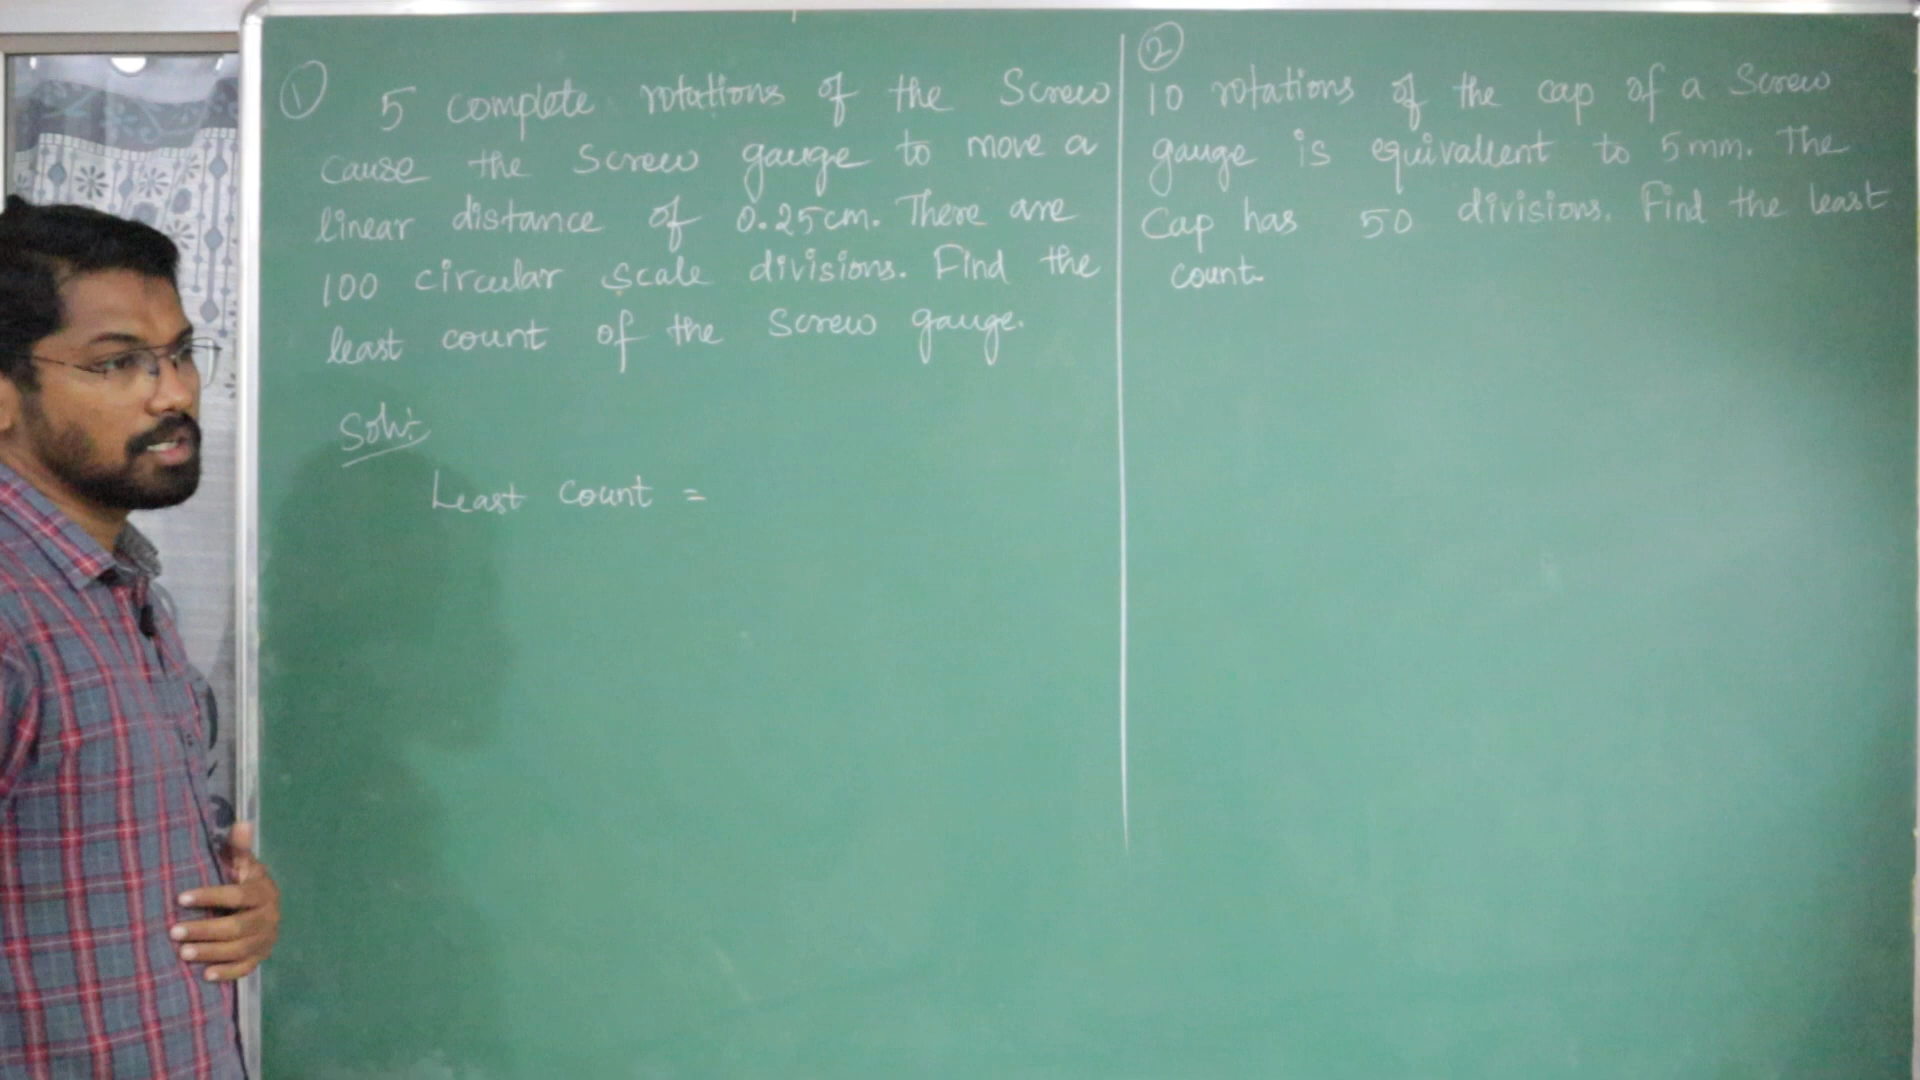 ①
5 complete rotations of the Screw
cause the Screw gauge to move a
linear distance of 0.25cm. There are
100 circular scale divisions. Find the
least count of the screw gauge.
Soln:
Least count =
②
10 rotations of the cap of a Screw
gauge is equivallent to 5mm. The
Cap has 50 divisions. Find the least
count.